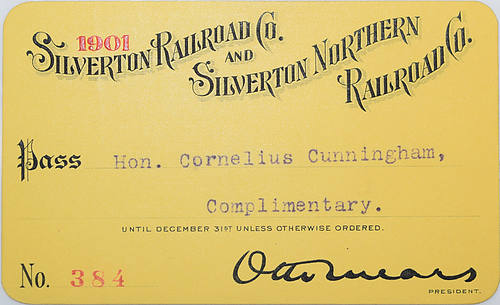 1901
Silverton Railroad Co.
and
Silverton Northern
Railroad Co.
Pass Hon. Cornelius Cunningham,
Complimentary.
UNTIL DECEMBER 31ST UNLESS OTHERWISE ORDERED.
No. 384 Otto Mears
PRESIDENT.